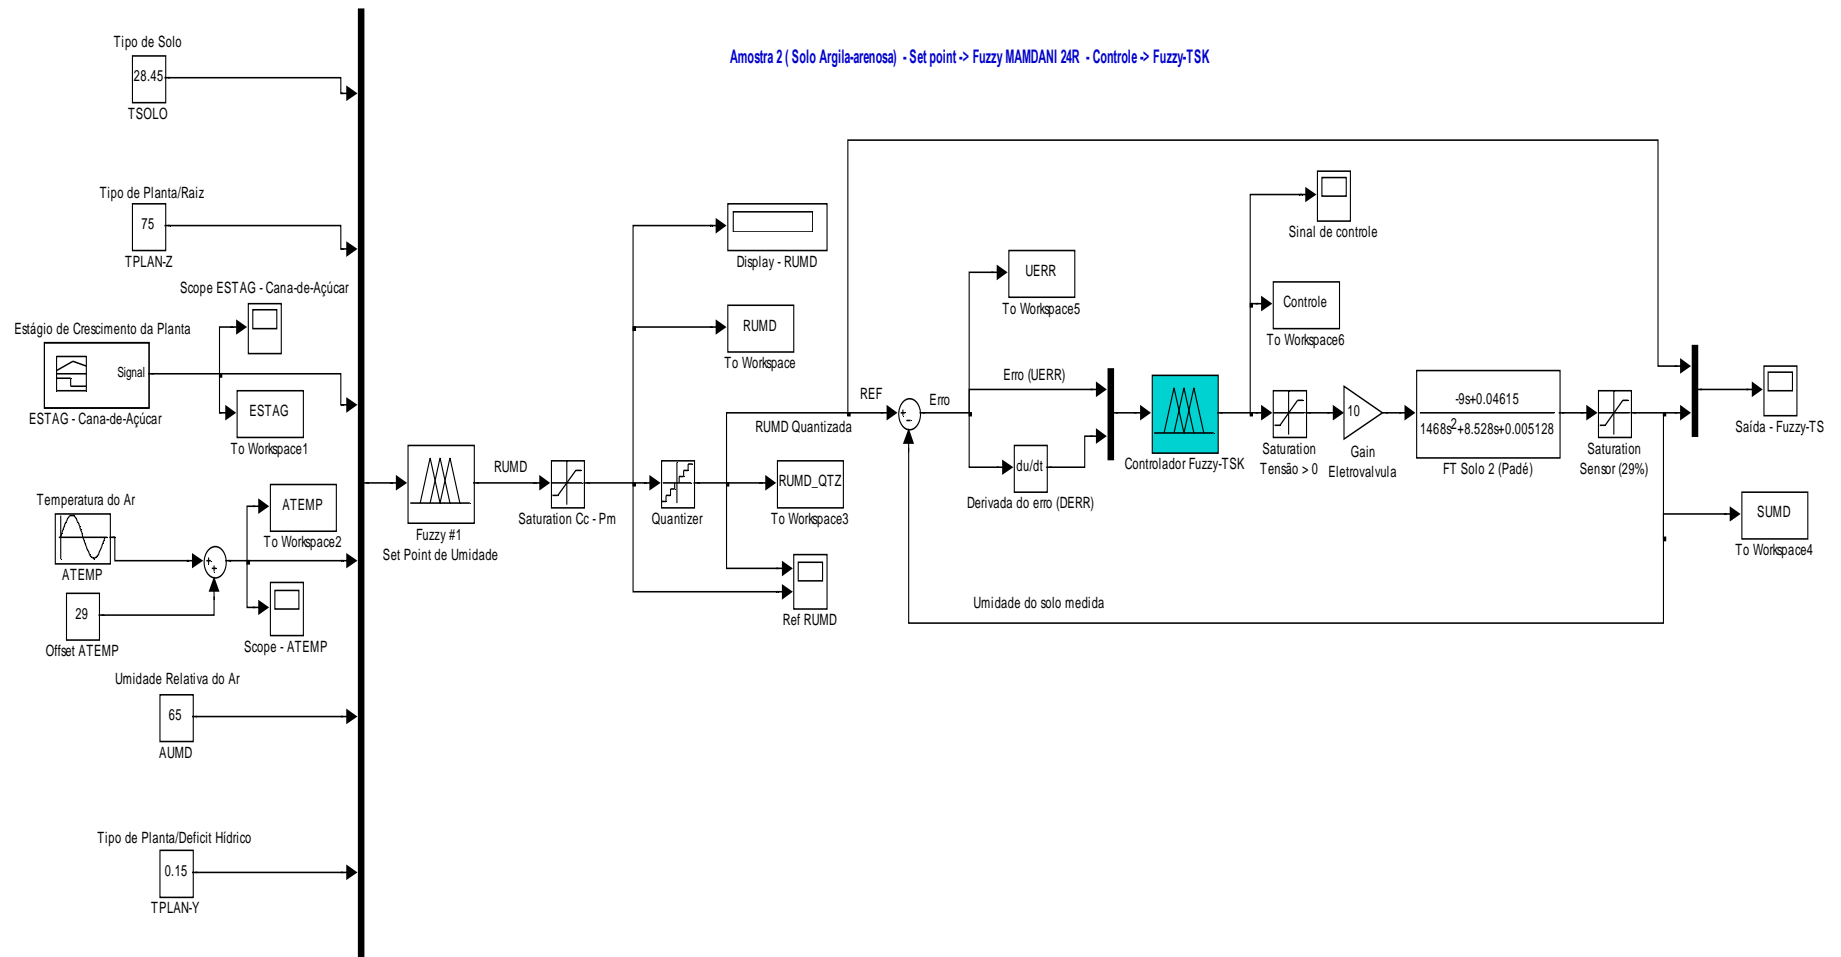 Amostra 2 ( Solo Argila-arenosa)  - Set point -> Fuzzy MAMDANI 24R  - Controle -> Fuzzy-TSK
Tipo de Solo
28.45
TSOLO
Tipo de Planta/Raiz
75
TPLAN-Z
Scope ESTAG - Cana-de-Açúcar
Estágio de Crescimento da Planta
Signal
ESTAG - Cana-de-Açúcar
ESTAG
To Workspace1
Temperatura do Ar
ATEMP
ATEMP
To Workspace2
29
Offset ATEMP
Scope - ATEMP
Umidade Relativa do Ar
65
AUMD
Tipo de Planta/Deficit Hídrico
0.15
TPLAN-Y
Fuzzy #1
Set Point de Umidade
RUMD
Saturation Cc - Pm
Display - RUMD
RUMD
To Workspace
Quantizer
RUMD Quantizada
RUMD_QTZ
To Workspace3
Ref RUMD
REF
Erro
UERR
To Workspace5
Erro (UERR)
du/dt
Derivada do erro (DERR)
Umidade do solo medida
Controlador Fuzzy-TSK
Sinal de controle
Controle
To Workspace6
Saturation
Tensão > 0
10
Gain
Eletrovalvula
-9s+0.04615
1468s2+8.528s+0.005128
FT Solo 2 (Padé)
Saturation
Sensor (29%)
Saída - Fuzzy-TS
SUMD
To Workspace4